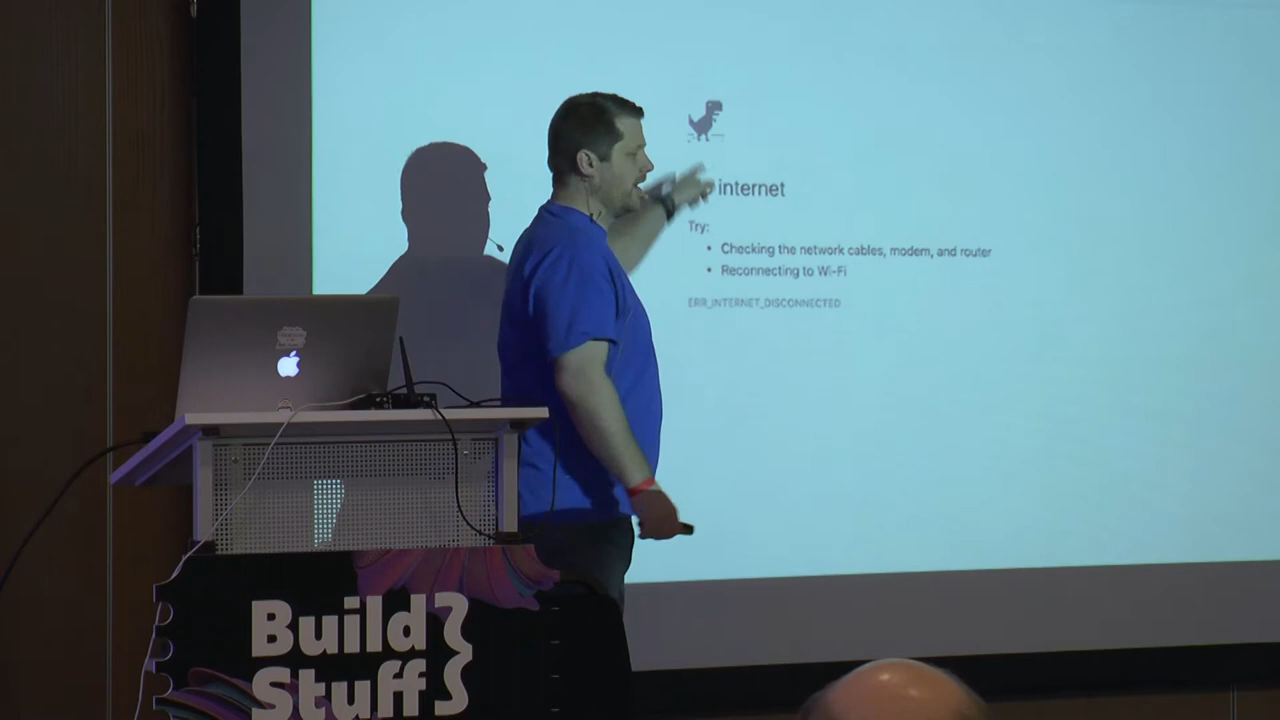 internet
Try:
• Checking the network cables, modem, and router
• Reconnecting to Wi-Fi
ERR_INTERNET_DISCONNECTED
Build
Stuff